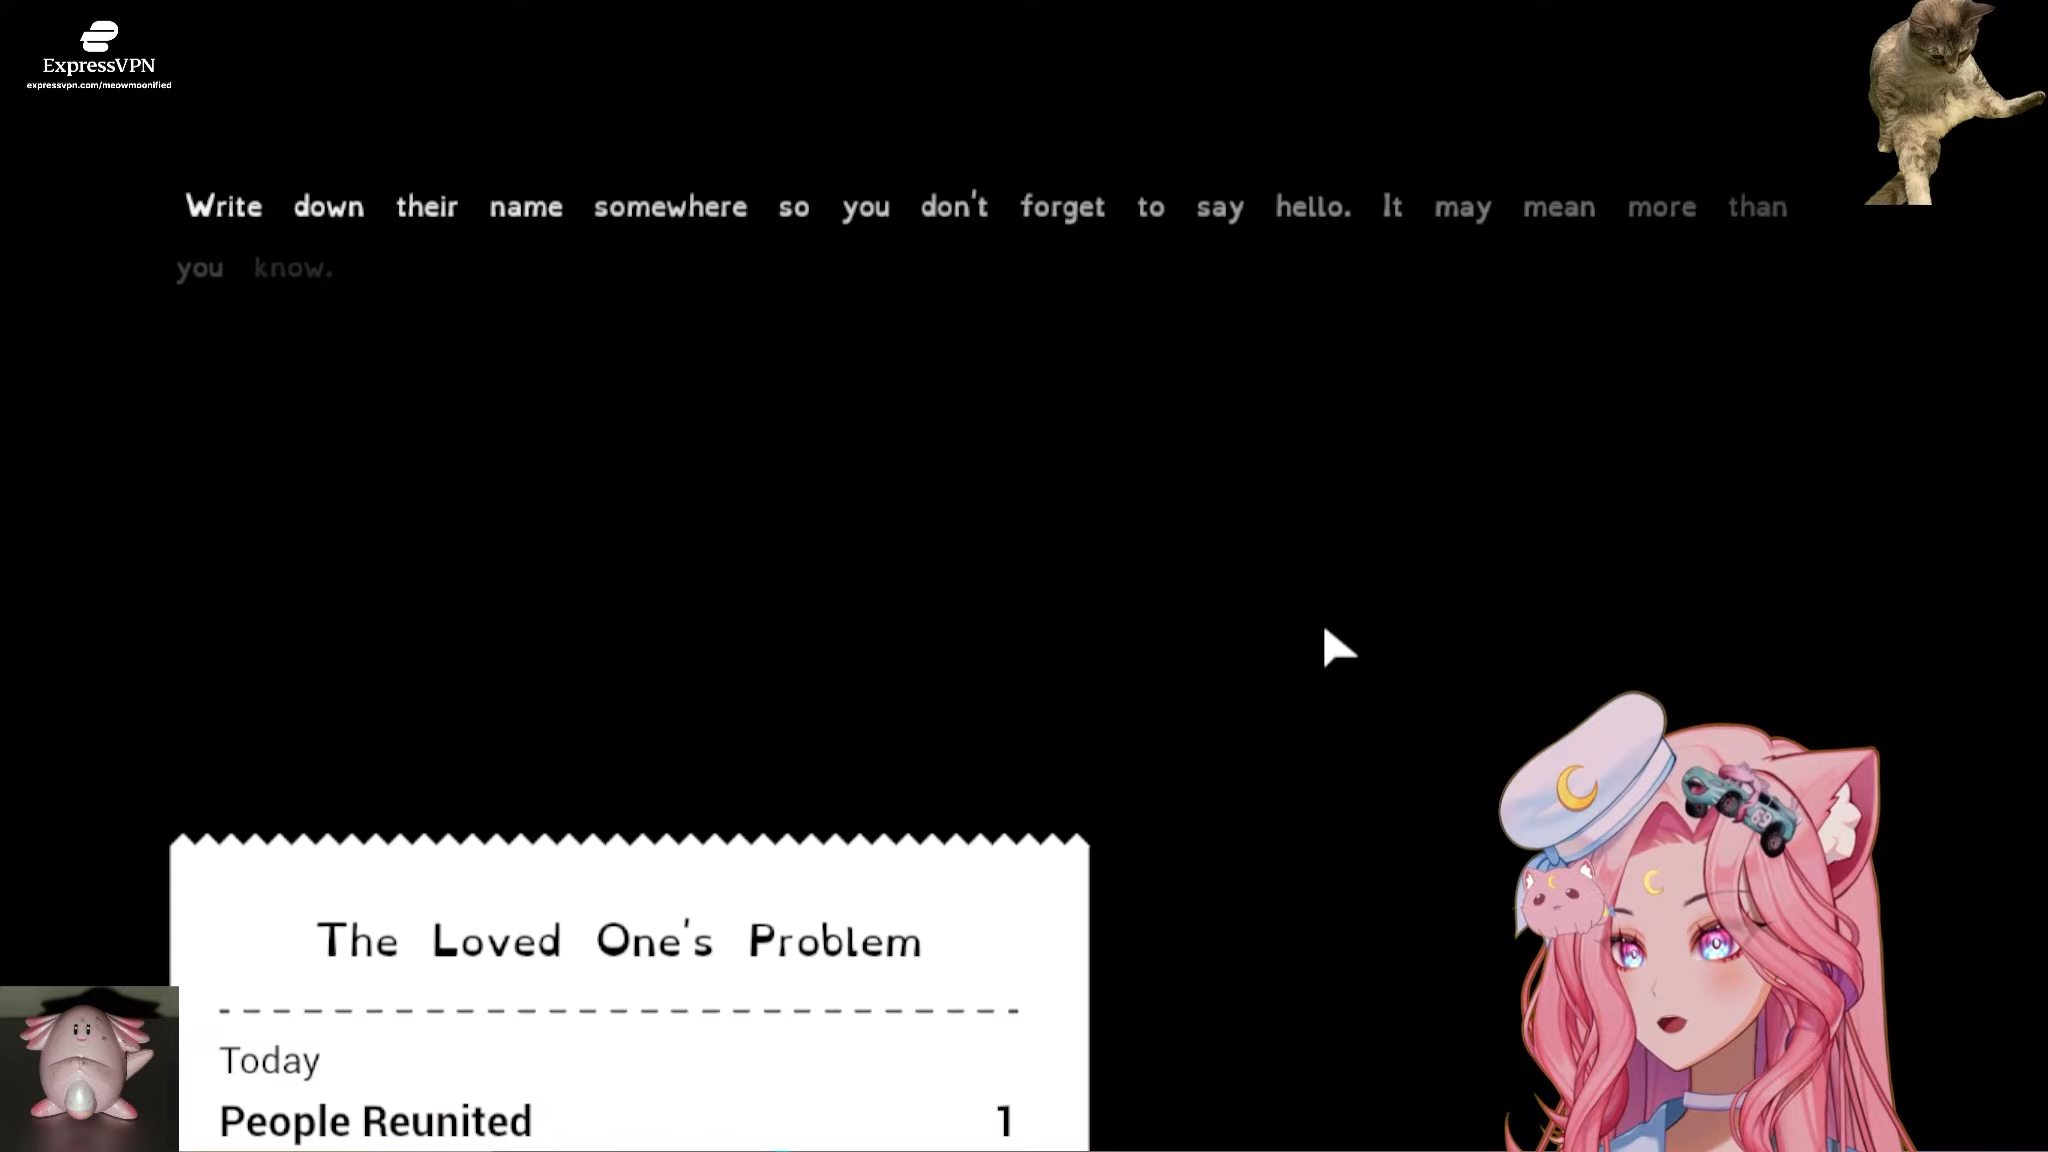 ExpressVPN
expressvpn.com/meowmoonified
Write down their name somewhere so you don't forget to say hello. It may mean more than
you know.
The Loved One's Problem
Today
People Reunited 1
69